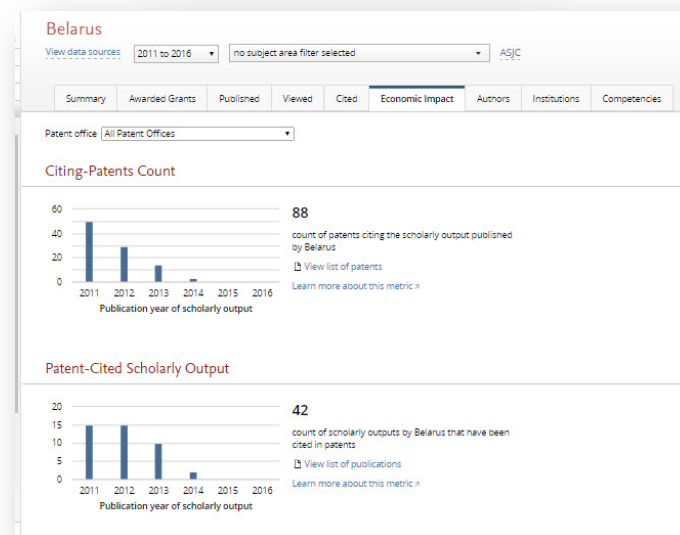 Belarus
View data sources 2011 to 2016 no subject area filter selected ASJC
Summary Awarded Grants Published Viewed Cited Economic Impact Authors Institutions Competencies
Patent office All Patent Offices
Citing-Patents Count
60
40
20
0
2011 2012 2013 2014 2015 2016
Publication year of scholarly output
88
count of patents citing the scholarly output published
by Belarus
View list of patents
Learn more about this metric
Patent-Cited Scholarly Output
20
15
10
5
0
2011 2012 2013 2014 2015 2016
Publication year of scholarly output
42
count of scholarly outputs by Belarus that have been
cited in patents
View list of publications
Learn more about this metric